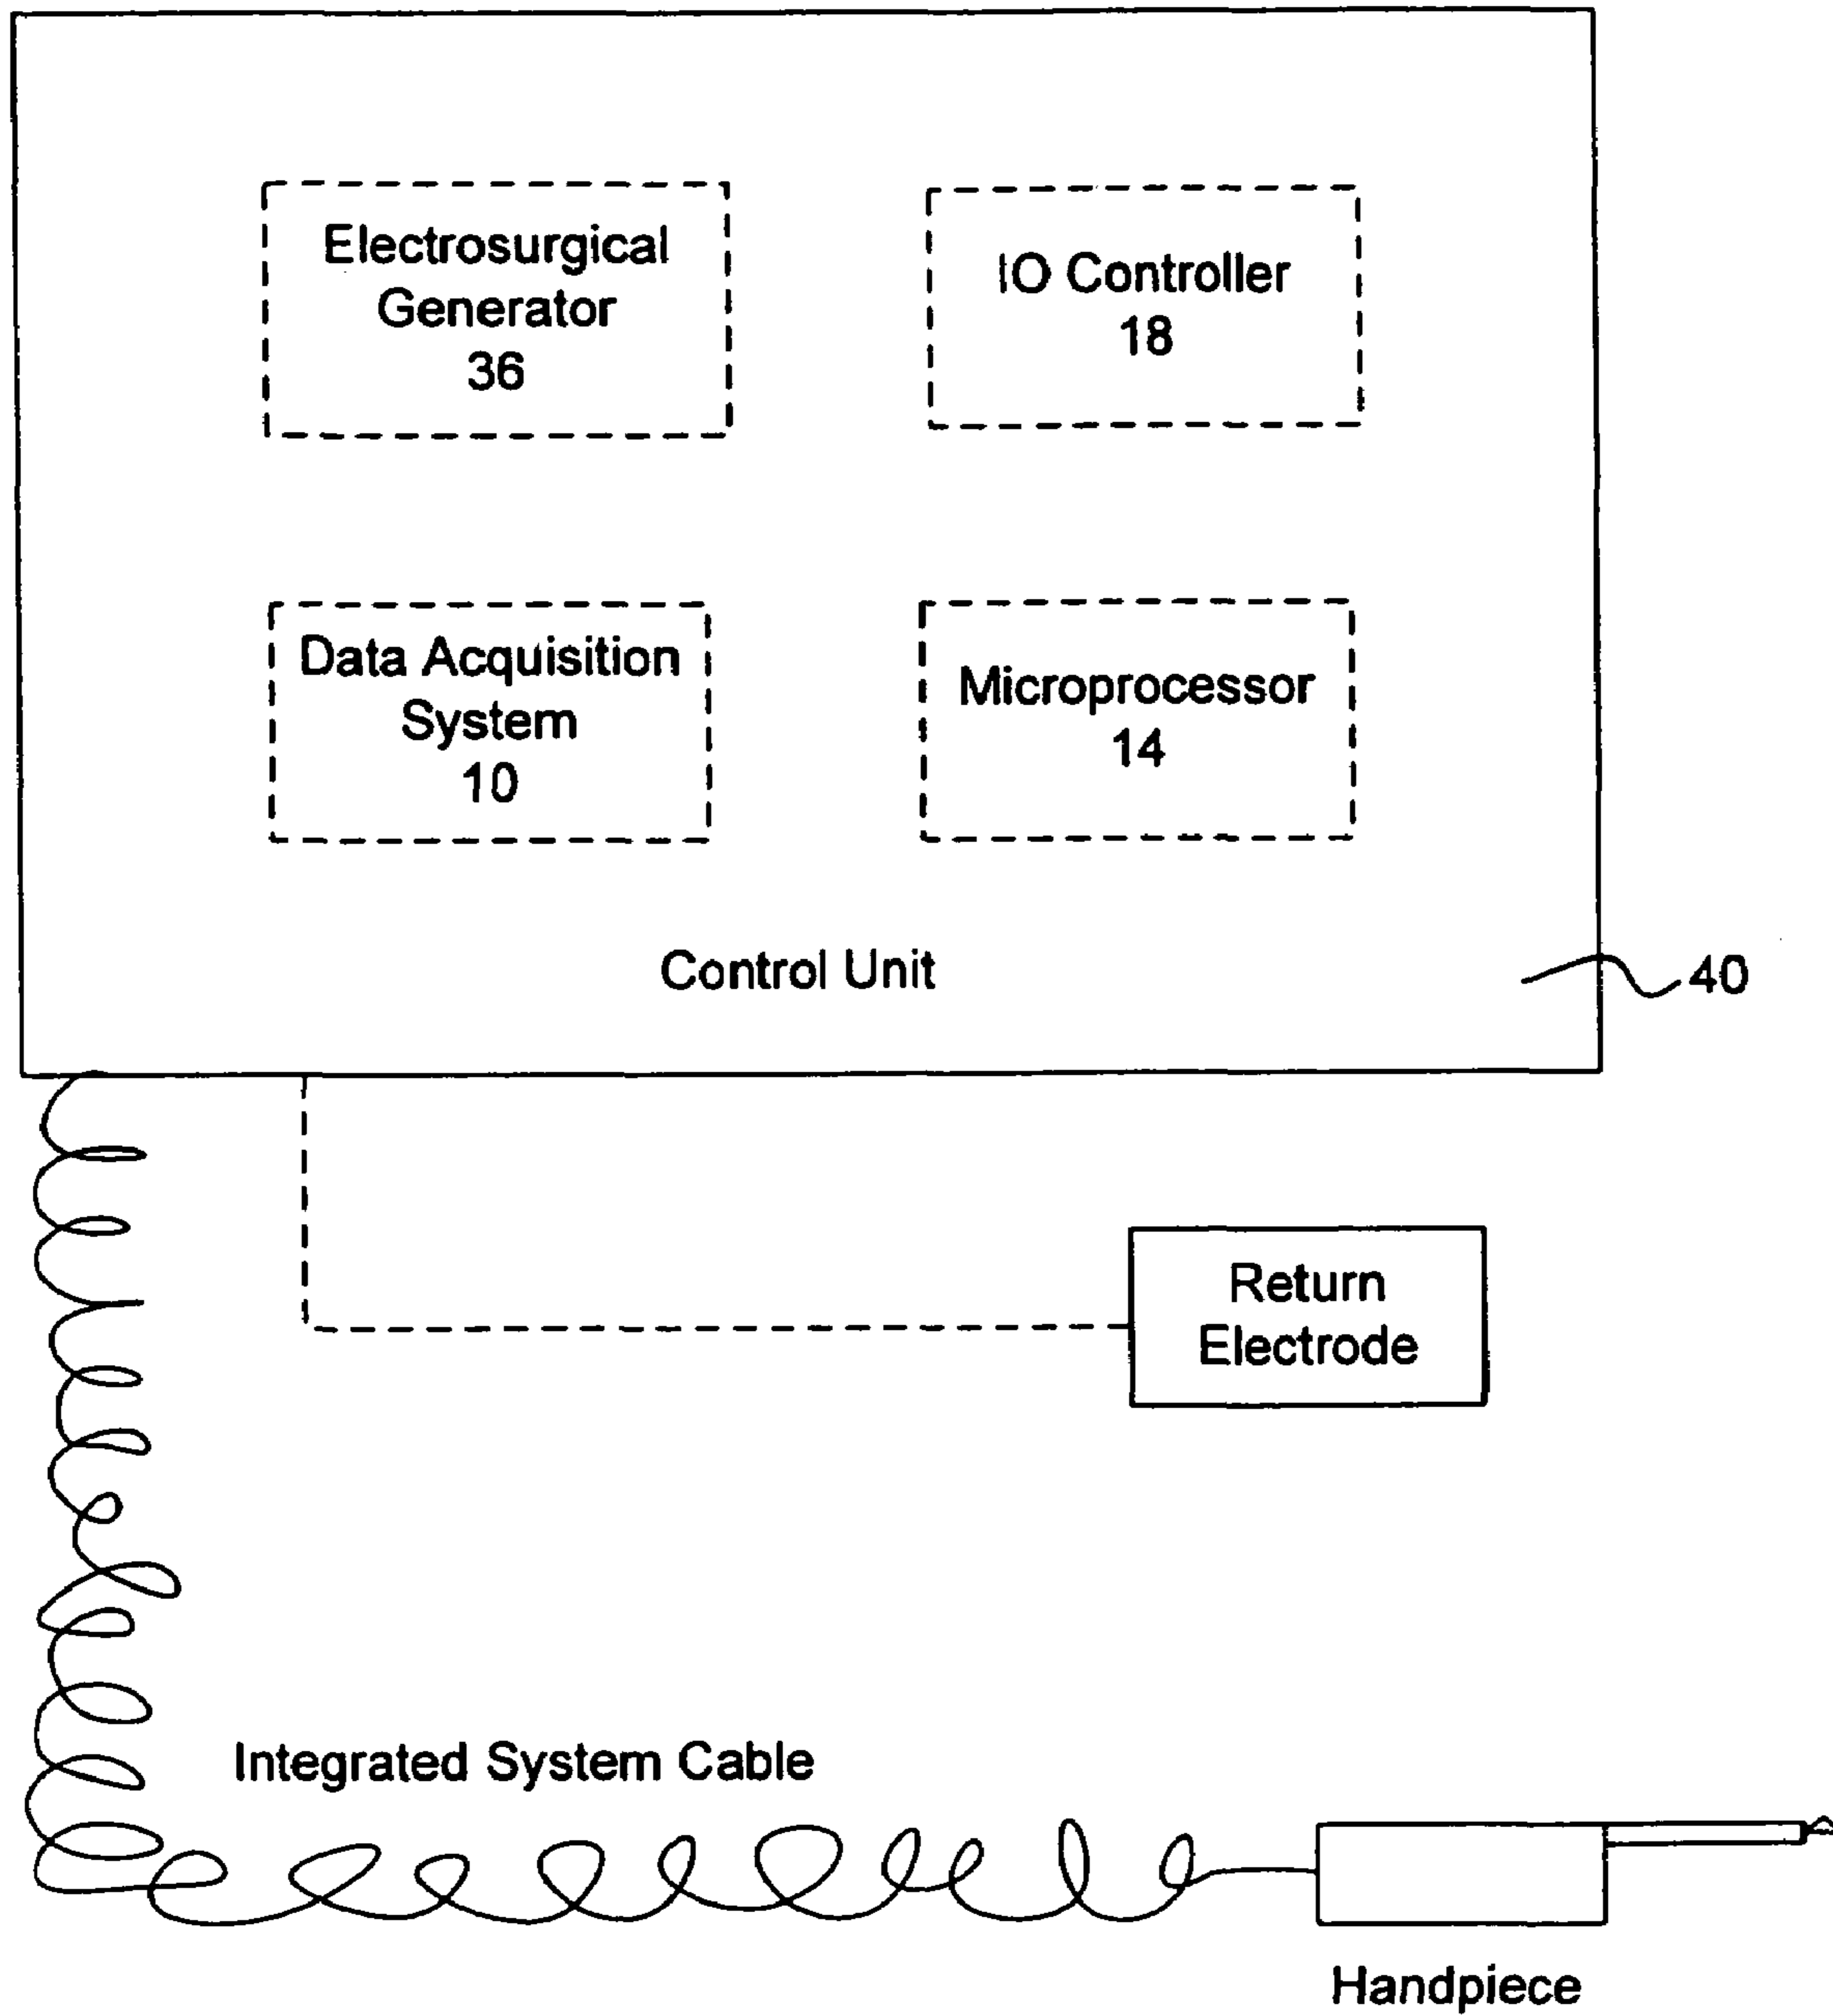 Electrosurgical
Generator
36
IO Controller
18
Data Acquisition
System
10
Microprocessor
14
Control Unit
40
Return
Electrode
Integrated System Cable
Handpiece